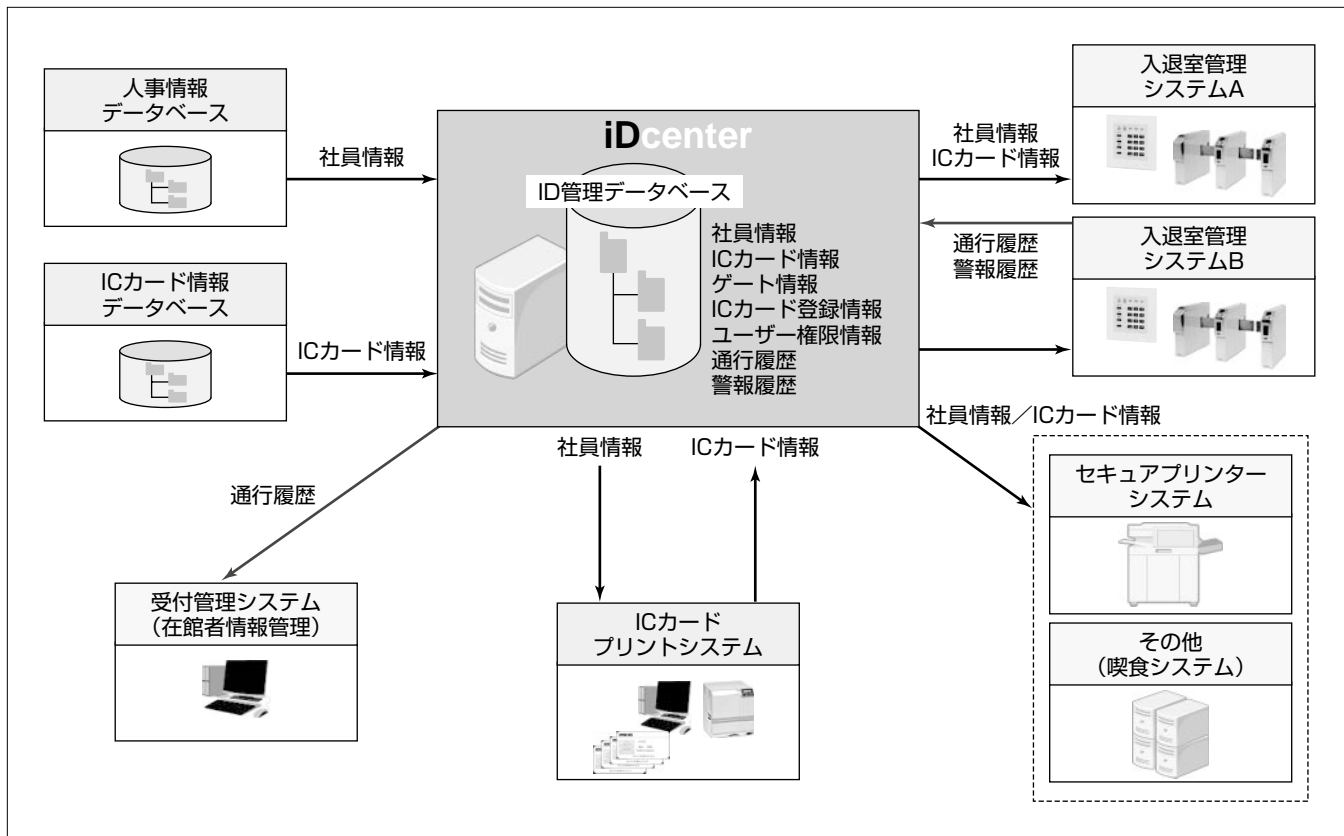 人事情報
データベース
社員情報
ICカード情報
データベース
ICカード情報
iDcenter
ID管理データベース
社員情報
ICカード情報
ゲート情報
ICカード登録情報
ユーザー権限情報
通行履歴
警報履歴
社員情報
ICカード情報
入退室管理
システムA
通行履歴
警報履歴
入退室管理
システムB
社員情報／ICカード情報
セキュアプリンター
システム
その他
（喫食システム）
通行履歴
受付管理システム
（在館者情報管理）
社員情報
ICカード情報
ICカード
プリントシステム